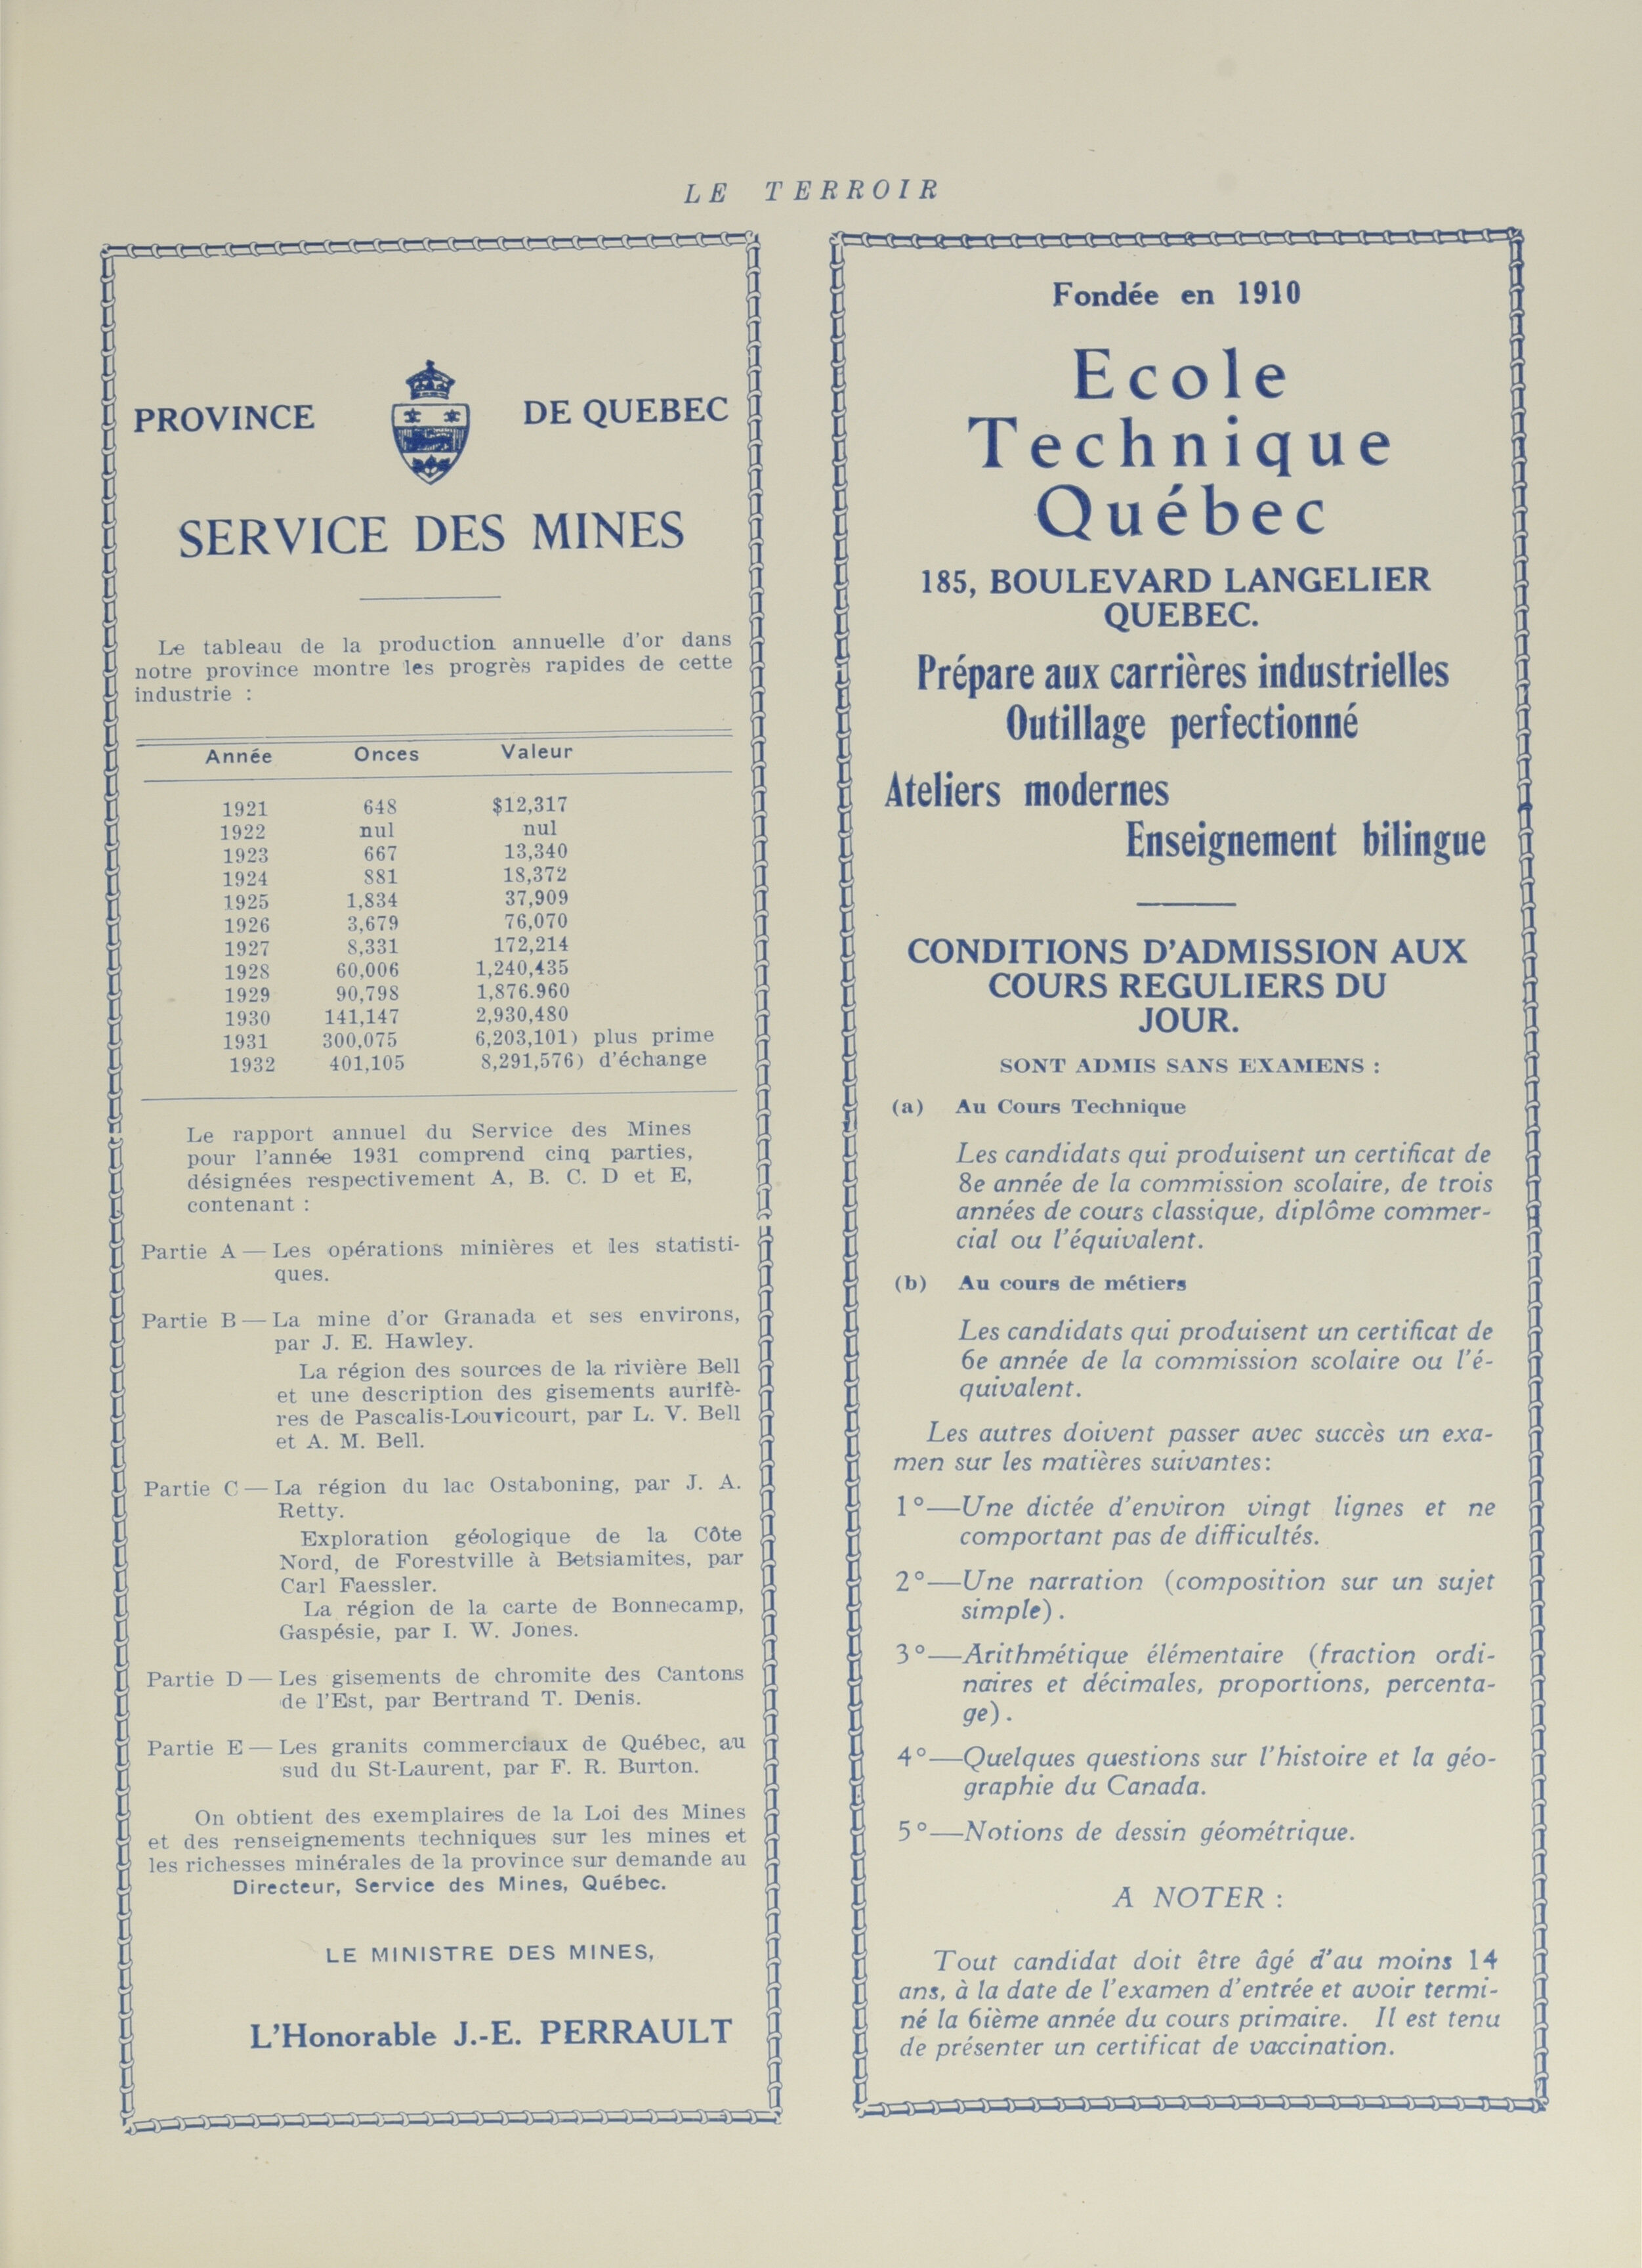 LE TERROIR
PROVINCE DE QUEBEC
SERVICE DES MINES
Le tableau de la production annuelle d'or dans
notre province montre les progrès rapides de cette
industrie :
Année Onces Valeur
1921 648 $12,317
1922 nul nul
1923 667 13,340
1924 881 18,372
1925 1,834 37,909
1926 3,679 76,070
1927 8,331 172,214
1928 60,006 1,240,435
1929 90,798 1,876.960
1930 141,147 2,930,480
1931 300,075 6,203,101) plus prime
1932 401,105 8,291,576) d'échange
Le rapport annuel du Service des Mines
pour l'année 1931 comprend cinq parties,
désignées respectivement A, B. C. D et E,
contenant :
Partie A — Les opérations minières et les statisti-
ques.
Partie B — La mine d'or Granada et ses environs,
par J. E. Hawley.
La région des sources de la rivière Bell
et une description des gisements aurifè-
res de Pascalis-Louvicourt, par L. V. Bell
et A. M. Bell.
Partie C — La région du lac Ostaboning, par J. A.
Retty.
Exploration géologique de la Côte
Nord, de Forestville à Betsiamites, par
Carl Faessler.
La région de la carte de Bonnecamp,
Gaspésie, par I. W. Jones.
Partie D — Les gisements de chromite des Cantons
de l'Est, par Bertrand T. Denis.
Partie E — Les granits commerciaux de Québec, au
sud du St-Laurent, par F. R. Burton.
On obtient des exemplaires de la Loi des Mines
et des renseignements techniques sur les mines et
les richesses minérales de la province sur demande au
Directeur, Service des Mines, Québec.
LE MINISTRE DES MINES,
L'Honorable J.-E. PERRAULT
Fondée en 1910
Ecole
Technique
Québec
185, BOULEVARD LANGELIER
QUEBEC.
Prépare aux carrières industrielles
Outillage perfectionné
Ateliers modernes
Enseignement bilingue
CONDITIONS D'ADMISSION AUX
COURS REGULIERS DU
JOUR.
SONT ADMIS SANS EXAMENS :
(a) Au Cours Technique
Les candidats qui produisent un certificat de
8e année de la commission scolaire, de trois
années de cours classique, diplôme commer-
cial ou l'équivalent.
(b) Au cours de métiers
Les candidats qui produisent un certificat de
6e année de la commission scolaire ou l'é-
quivalent.
Les autres doivent passer avec succès un exa-
men sur les matières suivantes:
1°—Une dictée d'environ vingt lignes et ne
comportant pas de difficultés.
2°—Une narration (composition sur un sujet
simple).
3°—Arithmétique élémentaire (fraction ordi-
naires et décimales, proportions, percenta-
ge).
4°—Quelques questions sur l'histoire et la géo-
graphie du Canada.
5°—Notions de dessin géométrique.
A NOTER :
Tout candidat doit être âgé d'au moins 14
ans, à la date de l'examen d'entrée et avoir termi-
né la 6ième année du cours primaire. Il est tenu
de présenter un certificat de vaccination.